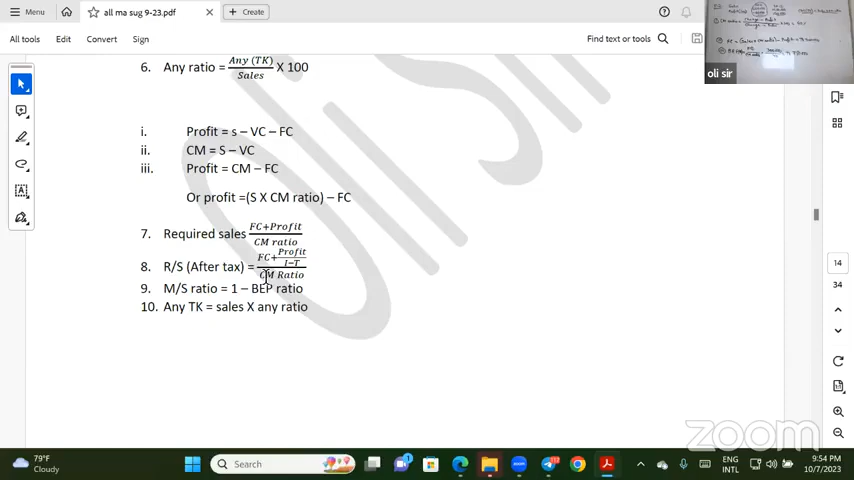 Menu
all ma sug 9-23.pdf
Create
All tools
Edit
Convert
Sign
Find text or tools
oli sir
6. Any ratio = Any (TK) / Sales X 100
i. Profit = s – VC – FC
ii. CM = S – VC
iii. Profit = CM – FC
Or profit =(S X CM ratio) – FC
7. Required sales FC+Profit / CM ratio
8. R/S (After tax) = FC+ Profit / I–T / CM Ratio
9. M/S ratio = 1 – BEP ratio
10. Any TK = sales X any ratio
Oli Sir
14
34
zoom
79°F
Cloudy
Search
ENG
INTL
9:54 PM
10/7/2023